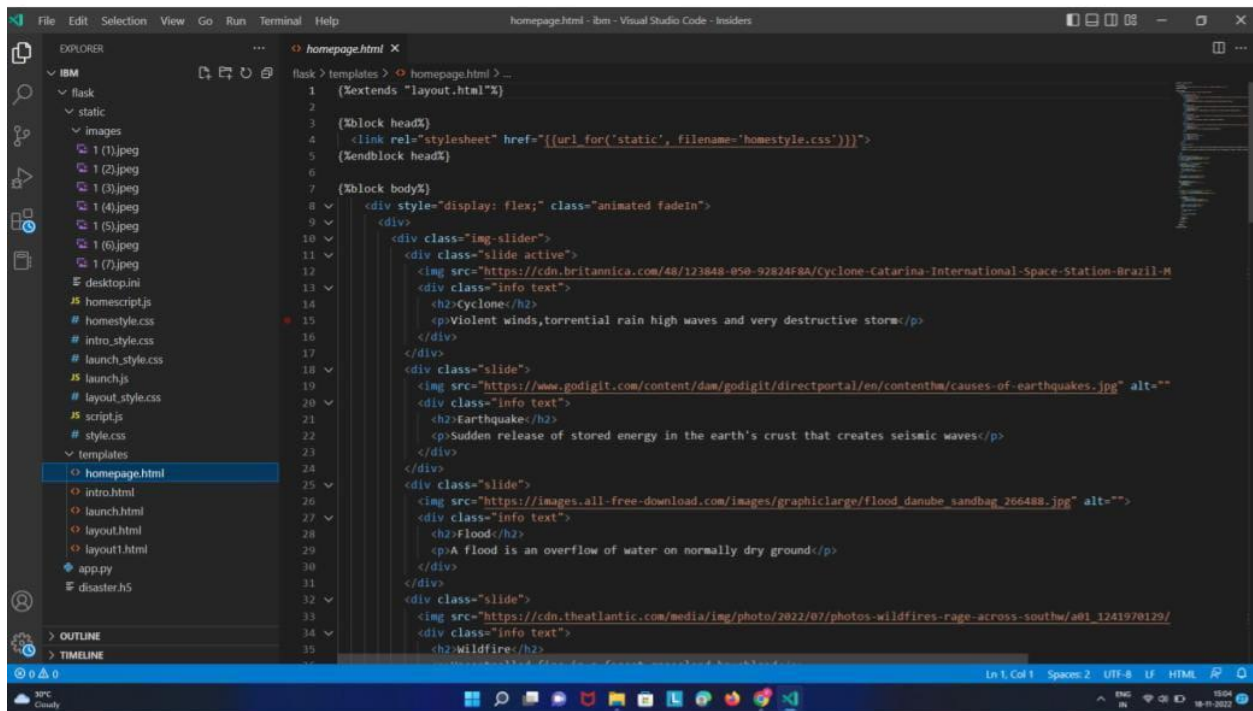 File Edit Selection View Go Run Terminal Help
homepage.html - ibm - Visual Studio Code - Insiders
EXPLORER
IBM
flask
static
images
1 (1).jpeg
1 (2).jpeg
1 (3).jpeg
1 (4).jpeg
1 (5).jpeg
1 (6).jpeg
1 (7).jpeg
desktop.ini
JS homescript.js
# homestyle.css
# intro_style.css
# launch_style.css
JS launch.js
# layout_style.css
JS script.js
# style.css
templates
<> homepage.html
<> intro.html
<> launch.html
<> layout.html
<> layout1.html
app.py
disaster.h5
OUTLINE
TIMELINE
<> homepage.html
flask > templates > <> homepage.html > ...
1 {%extends "layout.html"%}
2
3 {%block head%}
4 <link rel="stylesheet" href="{{url_for('static', filename='homestyle.css')}}">
5 {%endblock head%}
6
7 {%block body%}
8 <div style="display: flex;" class="animated fadeIn">
9 <div>
10 <div class="img-slider">
11 <div class="slide active">
12 <img src="https://cdn.britannica.com/48/123848-050-92824F8A/Cyclone-Catarina-International-Space-Station-Brazil-M
13 <div class="info text">
14 <h2>Cyclone</h2>
15 <p>Violent winds,torrential rain high waves and very destructive storm</p>
16 </div>
17 </div>
18 <div class="slide">
19 <img src="https://www.godigit.com/content/dam/godigit/directportal/en/contenthm/causes-of-earthquakes.jpg" alt=""
20 <div class="info text">
21 <h2>Earthquake</h2>
22 <p>Sudden release of stored energy in the earth's crust that creates seismic waves</p>
23 </div>
24 </div>
25 <div class="slide">
26 <img src="https://images.all-free-download.com/images/graphiclarge/flood_danube_sandbag_266488.jpg" alt="">
27 <div class="info text">
28 <h2>Flood</h2>
29 <p>A flood is an overflow of water on normally dry ground</p>
30 </div>
31 </div>
32 <div class="slide">
33 <img src="https://cdn.theatlantic.com/media/img/photo/2022/07/photos-wildfires-rage-across-southw/a01_1241970129/
34 <div class="info text">
35 <h2>Wildfire</h2>
0 0
Ln 1, Col 1 Spaces: 2 UTF-8 LF HTML
30°C
Cloudy
ENG
IN
15:04
18-11-2022